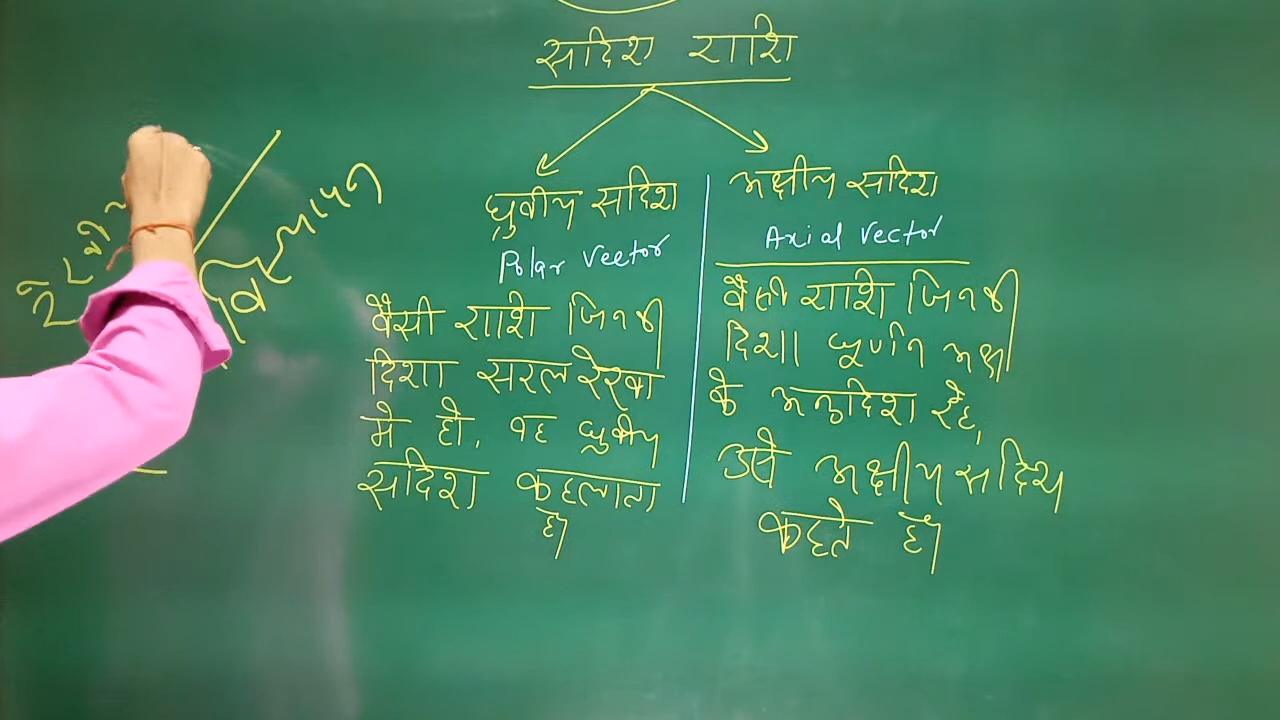 सदिश राशि
ध्रुवीय सदिश
Polar Vector
वैसी राशि जिनकी
दिशा सरल रेखा
मे हो, वह ध्रुवीय
सदिश कहलाता
है।
अक्षीय सदिश
Axial Vector
वैसी राशि जिनकी
दिशा घूर्णन अक्ष
के अनुदिश रहे,
उसे अक्षीय सदिश
कहते है।